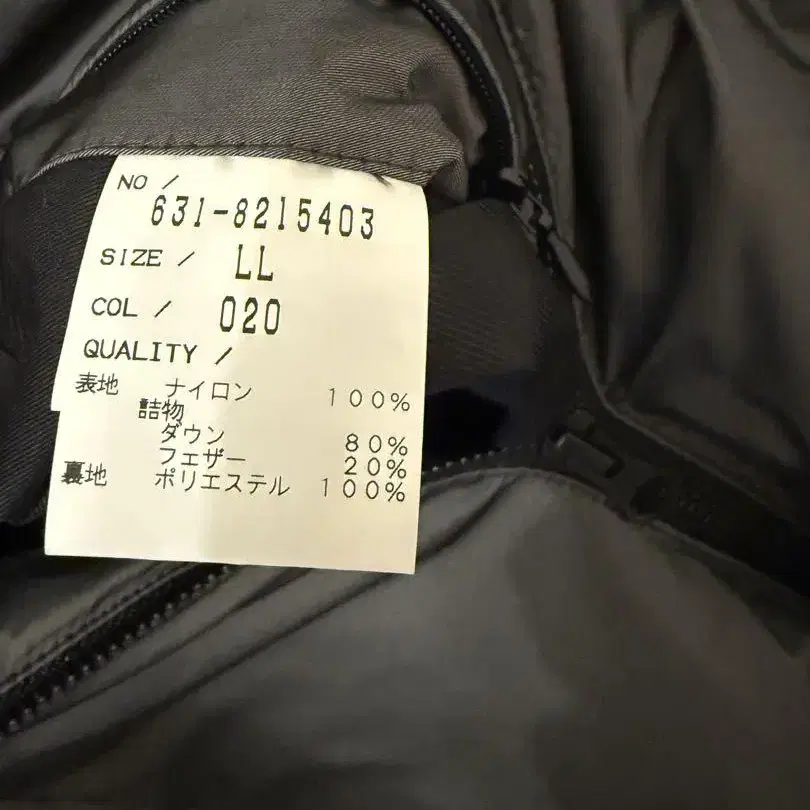 NO /
631-8215403
SIZE / LL
COL / 020
QUALITY /
表地 ナイロン 100%
詰物
ダウン 80%
フェザー 20%
裏地 ポリエステル 100%